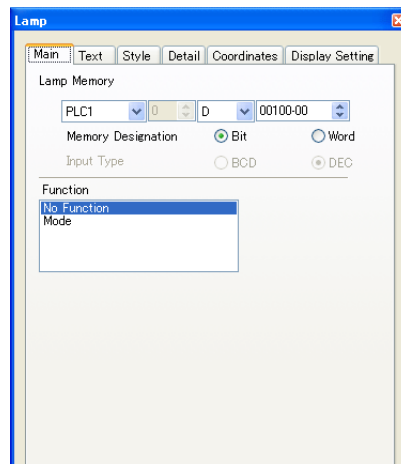 Lamp
Main Text Style Detail Coordinates Display Setting
Lamp Memory
PLC1 0 D 00100-00
Memory Designation Bit Word
Input Type BCD DEC
Function
No Function
Mode